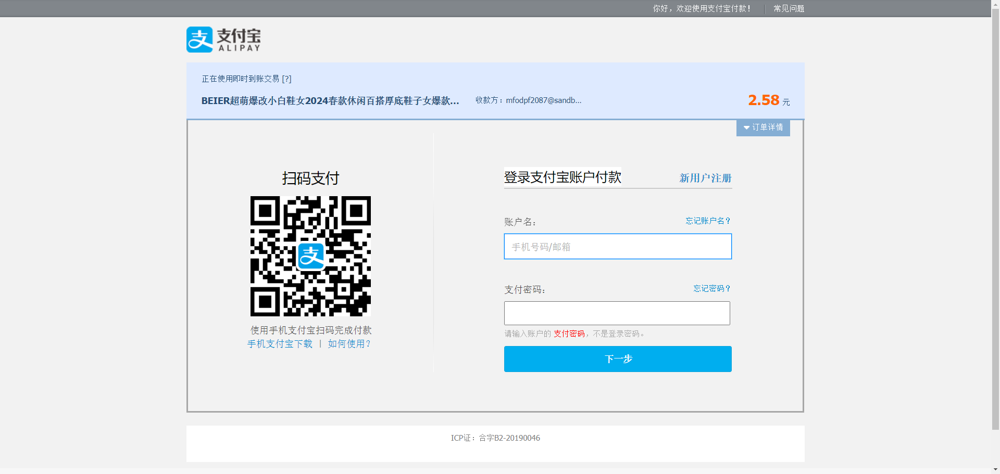 你好，欢迎使用支付宝付款！ 常见问题
支付宝
ALIPAY
正在使用即时到账交易 [?]
BEIER超萌爆改小白鞋女2024春款休闲百搭厚底鞋子女爆款... 收款方：mfodpf2087@sandb... 2.58 元
订单详情
扫码支付
支
使用手机支付宝扫码完成付款
手机支付宝下载 | 如何使用？
登录支付宝账户付款 新用户注册
账户名： 忘记账户名？
手机号码/邮箱
支付密码： 忘记密码？
请输入账户的 支付密码，不是登录密码。
下一步
ICP证：合字B2-20190046